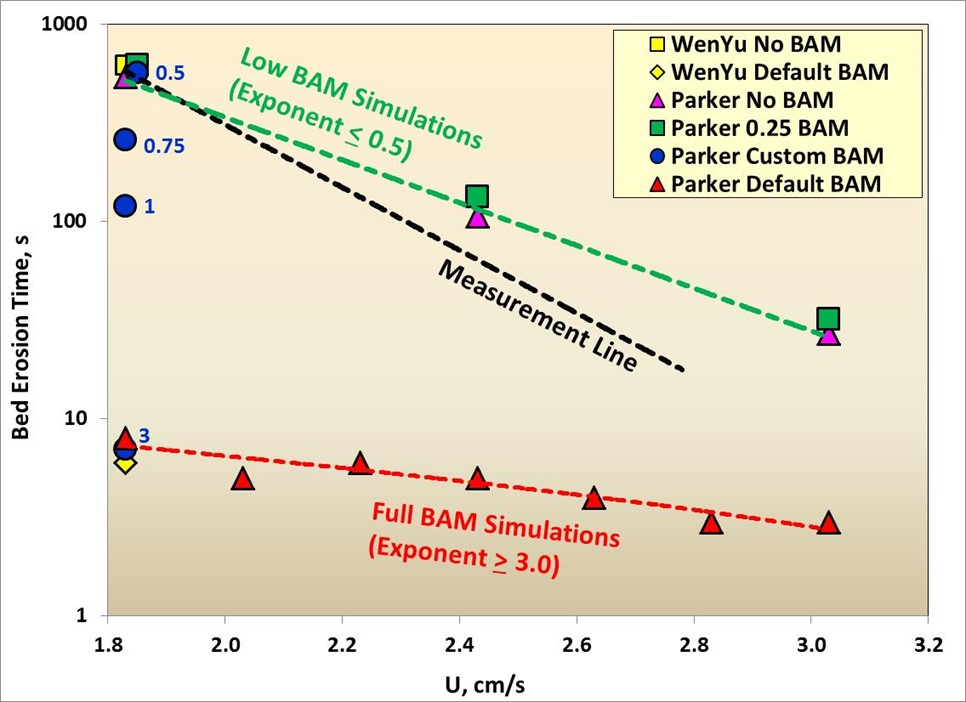 1000
100
10
1
Bed Erosion Time, s
1.8
2.0
2.2
2.4
2.6
2.8
3.0
3.2
U, cm/s
WenYu No BAM
WenYu Default BAM
Parker No BAM
Parker 0.25 BAM
Parker Custom BAM
Parker Default BAM
Low BAM Simulations
(Exponent ≤ 0.5)
0.5
0.75
1
Measurement Line
3
Full BAM Simulations
(Exponent ≥ 3.0)